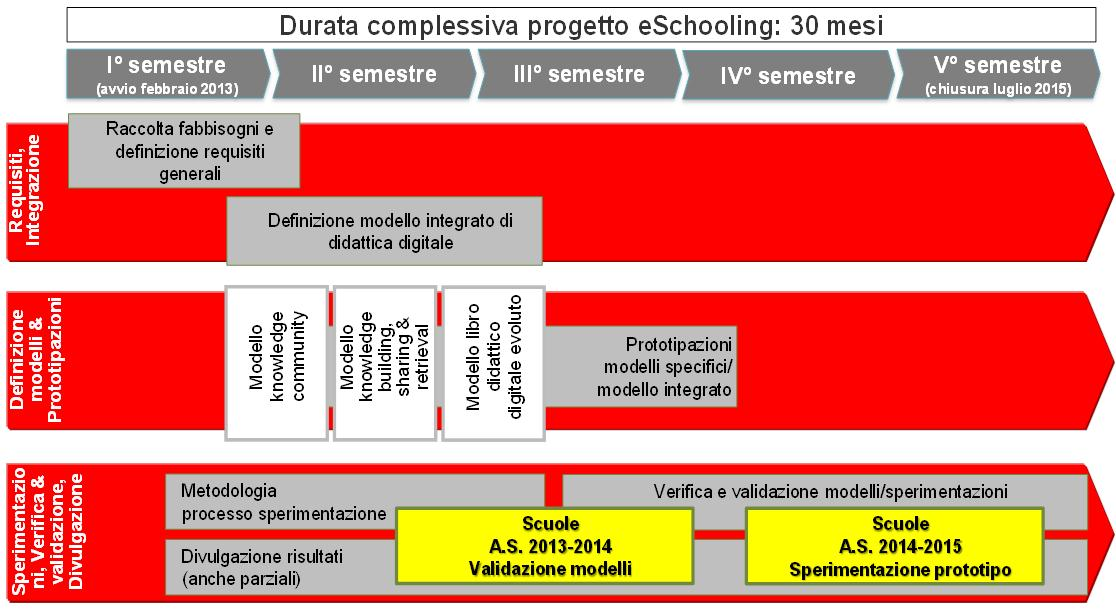 Durata complessiva progetto eSchooling: 30 mesi
I° semestre
(avvio febbraio 2013)
II° semestre
III° semestre
IV° semestre
V° semestre
(chiusura luglio 2015)
Requisiti,
Integrazione
Raccolta fabbisogni e
definizione requisiti
generali
Definizione modello integrato di
didattica digitale
Definizione
modelli &
Prototipazioni
Modello
knowledge
community
Modello
knowledge
building,
sharing &
retrieval
Modello libro
didattico
digitale evoluto
Prototipazioni
modelli specifici/
modello integrato
Sperimentazio
ni, Verifica &
validazione,
Divulgazione
Metodologia
processo sperimentazione
Verifica e validazione modelli/sperimentazioni
Divulgazione risultati
(anche parziali)
Scuole
A.S. 2013-2014
Validazione modelli
Scuole
A.S. 2014-2015
Sperimentazione prototipo